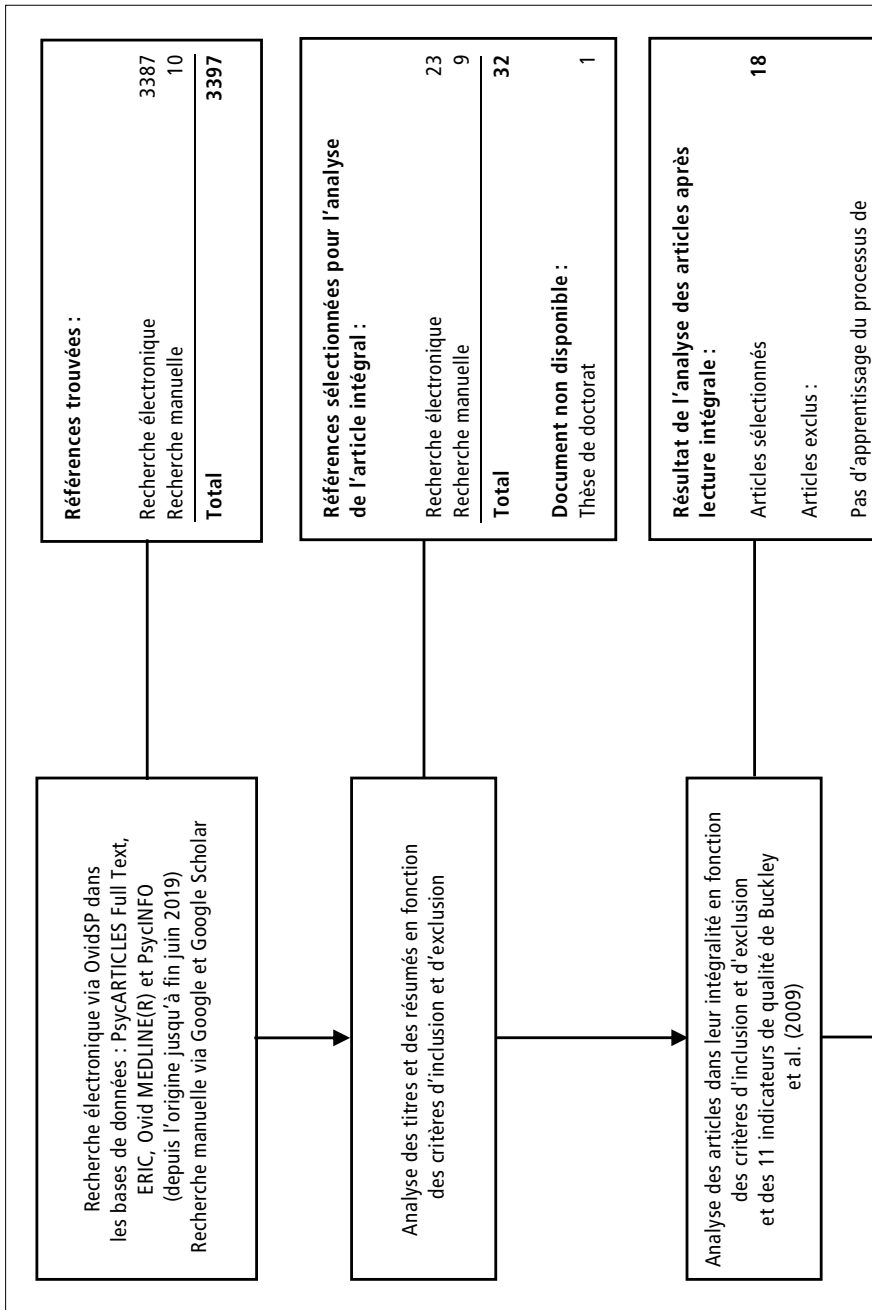 Recherche électronique via OvidSP dans
les bases de données : PsycARTICLES Full Text,
ERIC, Ovid MEDLINE(R) et PsycINFO
(depuis l'origine jusqu'à fin juin 2019)
Recherche manuelle via Google et Google Scholar
Références trouvées :
Recherche électronique 3387
Recherche manuelle 10
Total 3397
Analyse des titres et des résumés en fonction
des critères d'inclusion et d'exclusion
Références sélectionnées pour l'analyse
de l'article intégral :
Recherche électronique 23
Recherche manuelle 9
Total 32
Document non disponible :
Thèse de doctorat 1
Analyse des articles dans leur intégralité en fonction
des critères d'inclusion et d'exclusion
et des 11 indicateurs de qualité de Buckley
et al. (2009)
Résultat de l'analyse des articles après
lecture intégrale :
Articles sélectionnés 18
Articles exclus :
Pas d'apprentissage du processus de